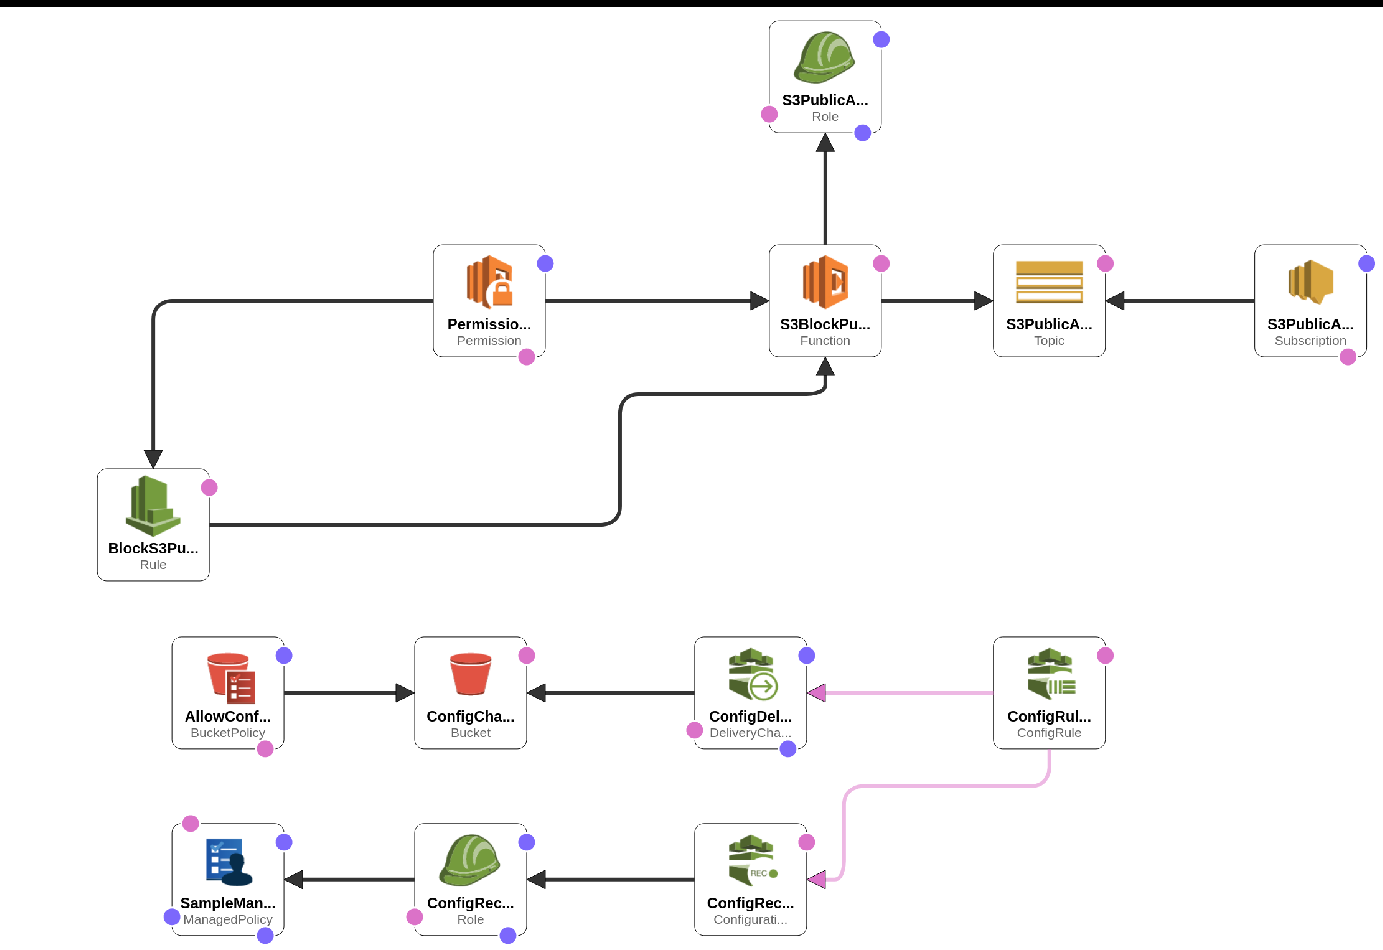 S3PublicA...
Role
Permissio...
Permission
S3BlockPu...
Function
S3PublicA...
Topic
S3PublicA...
Subscription
BlockS3Pu...
Rule
AllowConf...
BucketPolicy
ConfigCha...
Bucket
ConfigDel...
DeliveryCha...
ConfigRul...
ConfigRule
SampleMan...
ManagedPolicy
ConfigRec...
Role
REC
ConfigRec...
Configurati...